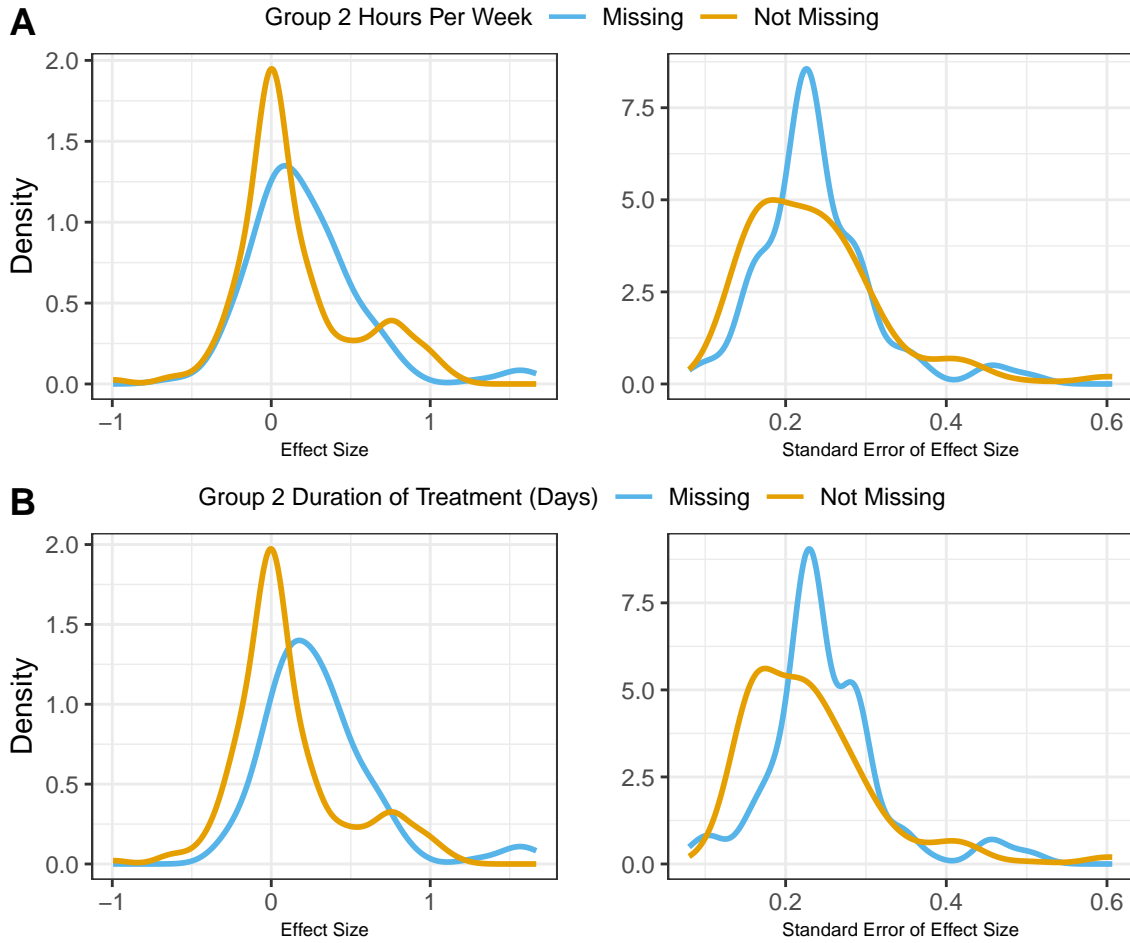 A
Group 2 Hours Per Week Missing Not Missing
Density
2.0
1.5
1.0
0.5
0.0
−1 0 1
Effect Size
7.5
5.0
2.5
0.0
0.2 0.4 0.6
Standard Error of Effect Size
B
Group 2 Duration of Treatment (Days) Missing Not Missing
Density
2.0
1.5
1.0
0.5
0.0
−1 0 1
Effect Size
7.5
5.0
2.5
0.0
0.2 0.4 0.6
Standard Error of Effect Size